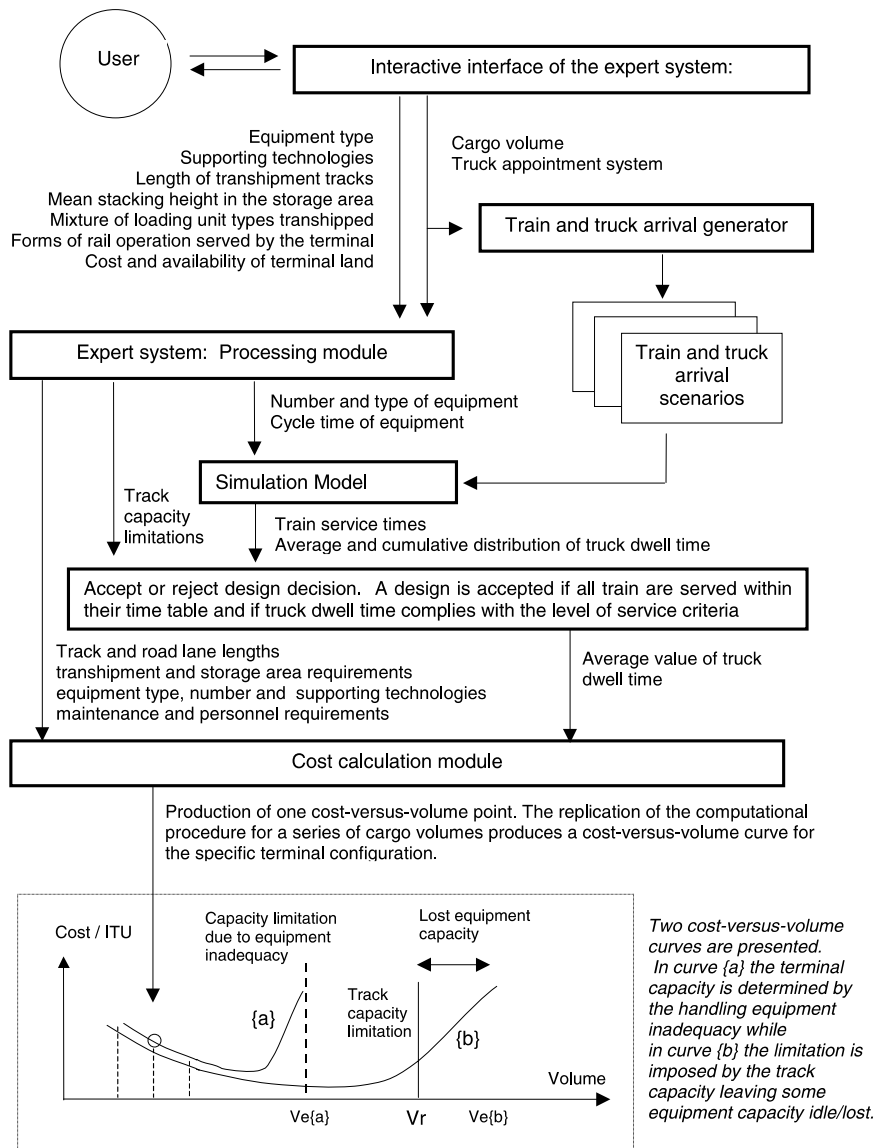 User
Interactive interface of the expert system:
Equipment type
Supporting technologies
Length of transhipment tracks
Mean stacking height in the storage area
Mixture of loading unit types transhipped
Forms of rail operation served by the terminal
Cost and availability of terminal land
Cargo volume
Truck appointment system
Train and truck arrival generator
Train and truck
arrival
scenarios
Expert system: Processing module
Number and type of equipment
Cycle time of equipment
Simulation Model
Track
capacity
limitations
Train service times
Average and cumulative distribution of truck dwell time
Accept or reject design decision. A design is accepted if all train are served within
their time table and if truck dwell time complies with the level of service criteria
Track and road lane lengths
transhipment and storage area requirements
equipment type, number and supporting technologies
maintenance and personnel requirements
Average value of truck
dwell time
Cost calculation module
Production of one cost-versus-volume point. The replication of the computational
procedure for a series of cargo volumes produces a cost-versus-volume curve for
the specific terminal configuration.
Cost / ITU
Capacity limitation
due to equipment
inadequacy
Lost equipment
capacity
{a}
Track
capacity
limitation
{b}
Volume
Ve{a}
Vr
Ve{b}
Two cost-versus-volume
curves are presented.
In curve {a} the terminal
capacity is determined by
the handling equipment
inadequacy while
in curve {b} the limitation is
imposed by the track
capacity leaving some
equipment capacity idle/lost.